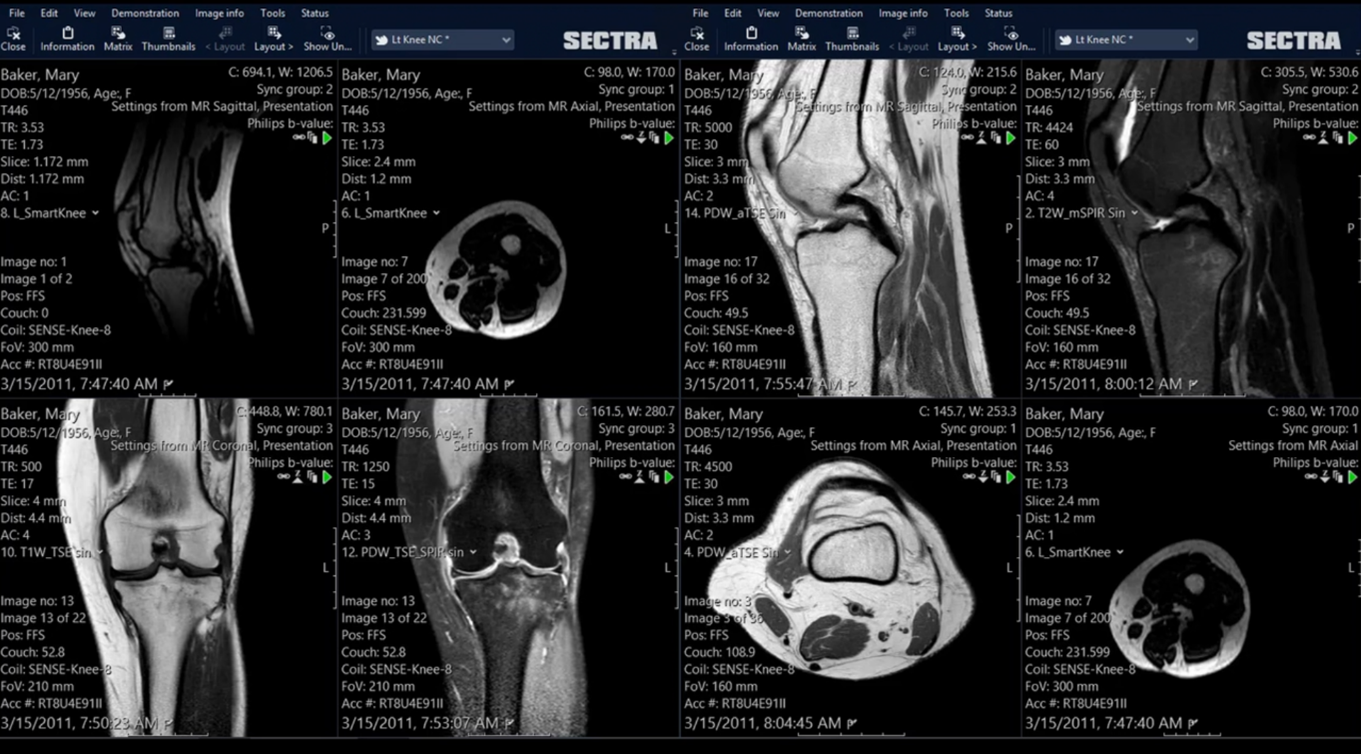 File Edit View Demonstration Image info Tools Status
Close Information Matrix Thumbnails < Layout Layout > Show Un...
Lt Knee NC *
SECTRA
File Edit View Demonstration Image info Tools Status
Close Information Matrix Thumbnails < Layout Layout > Show Un...
Lt Knee NC *
SECTRA
Baker, Mary
C: 694.1, W: 1206.5
DOB:5/12/1956, Age:, F
Sync group: 2
T446
Settings from MR Sagittal, Presentation
TR: 3.53
Philips b-value:
TE: 1.73
Slice: 1.172 mm
Dist: 1.172 mm
AC: 1
8. L_SmartKnee
P
Image no: 1
Image 1 of 2
Pos: FFS
Couch: 0
Coil: SENSE-Knee-8
FoV: 300 mm
Acc #: RT8U4E91II
3/15/2011, 7:47:40 AM
Baker, Mary
C: 98.0, W: 170.0
DOB:5/12/1956, Age:, F
Sync group: 1
T446
Settings from MR Axial, Presentation
TR: 3.53
Philips b-value:
TE: 1.73
Slice: 2.4 mm
Dist: 1.2 mm
AC: 1
6. L_SmartKnee
L
Image no: 7
Image 7 of 200
Pos: FFS
Couch: 231.599
Coil: SENSE-Knee-8
FoV: 300 mm
Acc #: RT8U4E91II
3/15/2011, 7:47:40 AM
Baker, Mary
C: 124.0, W: 215.6
DOB:5/12/1956, Age:, F
Sync group: 2
T446
Settings from MR Sagittal, Presentation
TR: 5000
Philips b-value:
TE: 30
Slice: 3 mm
Dist: 3.3 mm
AC: 2
14. PDW_aTSE Sin
P
Image no: 17
Image 16 of 32
Pos: FFS
Couch: 49.5
Coil: SENSE-Knee-8
FoV: 160 mm
Acc #: RT8U4E91II
3/15/2011, 7:55:47 AM
Baker, Mary
C: 305.5, W: 530.6
DOB:5/12/1956, Age:, F
Sync group: 2
T446
Settings from MR Sagittal, Presentation
TR: 4424
Philips b-value:
TE: 60
Slice: 3 mm
Dist: 3.3 mm
AC: 4
2. T2W_mSPIR Sin
P
Image no: 17
Image 16 of 32
Pos: FFS
Couch: 49.5
Coil: SENSE-Knee-8
FoV: 160 mm
Acc #: RT8U4E91II
3/15/2011, 8:00:12 AM
Baker, Mary
C:448.8, W: 780.1
DOB:5/12/1956, Age:, F
Sync group: 3
T446
Settings from MR Coronal, Presentation
TR: 500
Philips b-value:
TE: 17
Slice: 4 mm
Dist: 4.4 mm
AC: 4
10. T1W_TSE sin
L
Image no: 13
Image 13 of 22
Pos: FFS
Couch: 52.8
Coil: SENSE-Knee-8
FoV: 210 mm
Acc #: RT8U4E91II
3/15/2011, 7:50:23 AM
Baker, Mary
C: 161.5, W: 280.7
DOB:5/12/1956, Age:, F
Sync group: 3
T446
Settings from MR Coronal, Presentation
TR: 1250
Philips b-value:
TE: 15
Slice: 4 mm
Dist: 4.4 mm
AC: 3
12. PDW_TSE_SPIR sin
L
Image no: 13
Image 13 of 22
Pos: FFS
Couch: 52.8
Coil: SENSE-Knee-8
FoV: 210 mm
Acc #: RT8U4E91II
3/15/2011, 7:53:07 AM
Baker, Mary
C: 145.7, W: 253.3
DOB:5/12/1956, Age:, F
Sync group: 1
T446
Settings from MR Axial, Presentation
TR: 4500
Philips b-value:
TE: 30
Slice: 3 mm
Dist: 3.3 mm
AC: 2
4. PDW_aTSE Sin
L
Image no: 3
Image 3 of 36
Pos: FFS
Couch: 108.9
Coil: SENSE-Knee-8
FoV: 160 mm
Acc #: RT8U4E91II
3/15/2011, 8:04:45 AM
Baker, Mary
C: 98.0, W: 170.0
DOB:5/12/1956, Age:, F
Sync group: 1
T446
Settings from MR Axial
TR: 3.53
Philips b-value:
TE: 1.73
Slice: 2.4 mm
Dist: 1.2 mm
AC: 1
6. L_SmartKnee
L
Image no: 7
Image 7 of 200
Pos: FFS
Couch: 231.599
Coil: SENSE-Knee-8
FoV: 300 mm
Acc #: RT8U4E91II
3/15/2011, 7:47:40 AM